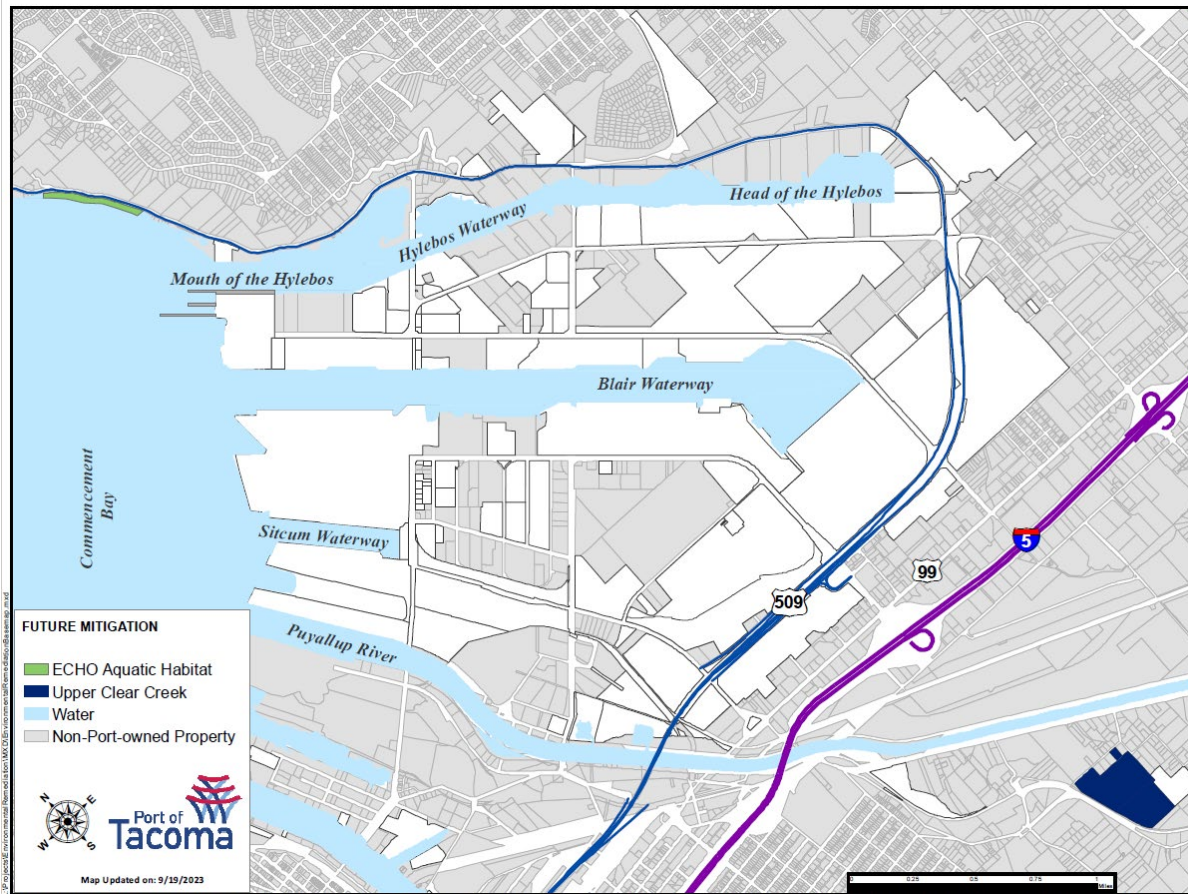 Head of the Hylebos
Hylebos Waterway
Mouth of the Hylebos
Blair Waterway
Commencement
Bay
Sitcum Waterway
5
99
509
Puyallup River
FUTURE MITIGATION
ECHO Aquatic Habitat
Upper Clear Creek
Water
Non-Port-owned Property
N
E
W
S
Port of
Tacoma
Map Updated on: 9/19/2023
0 0.25 0.5 0.75 1
Miles